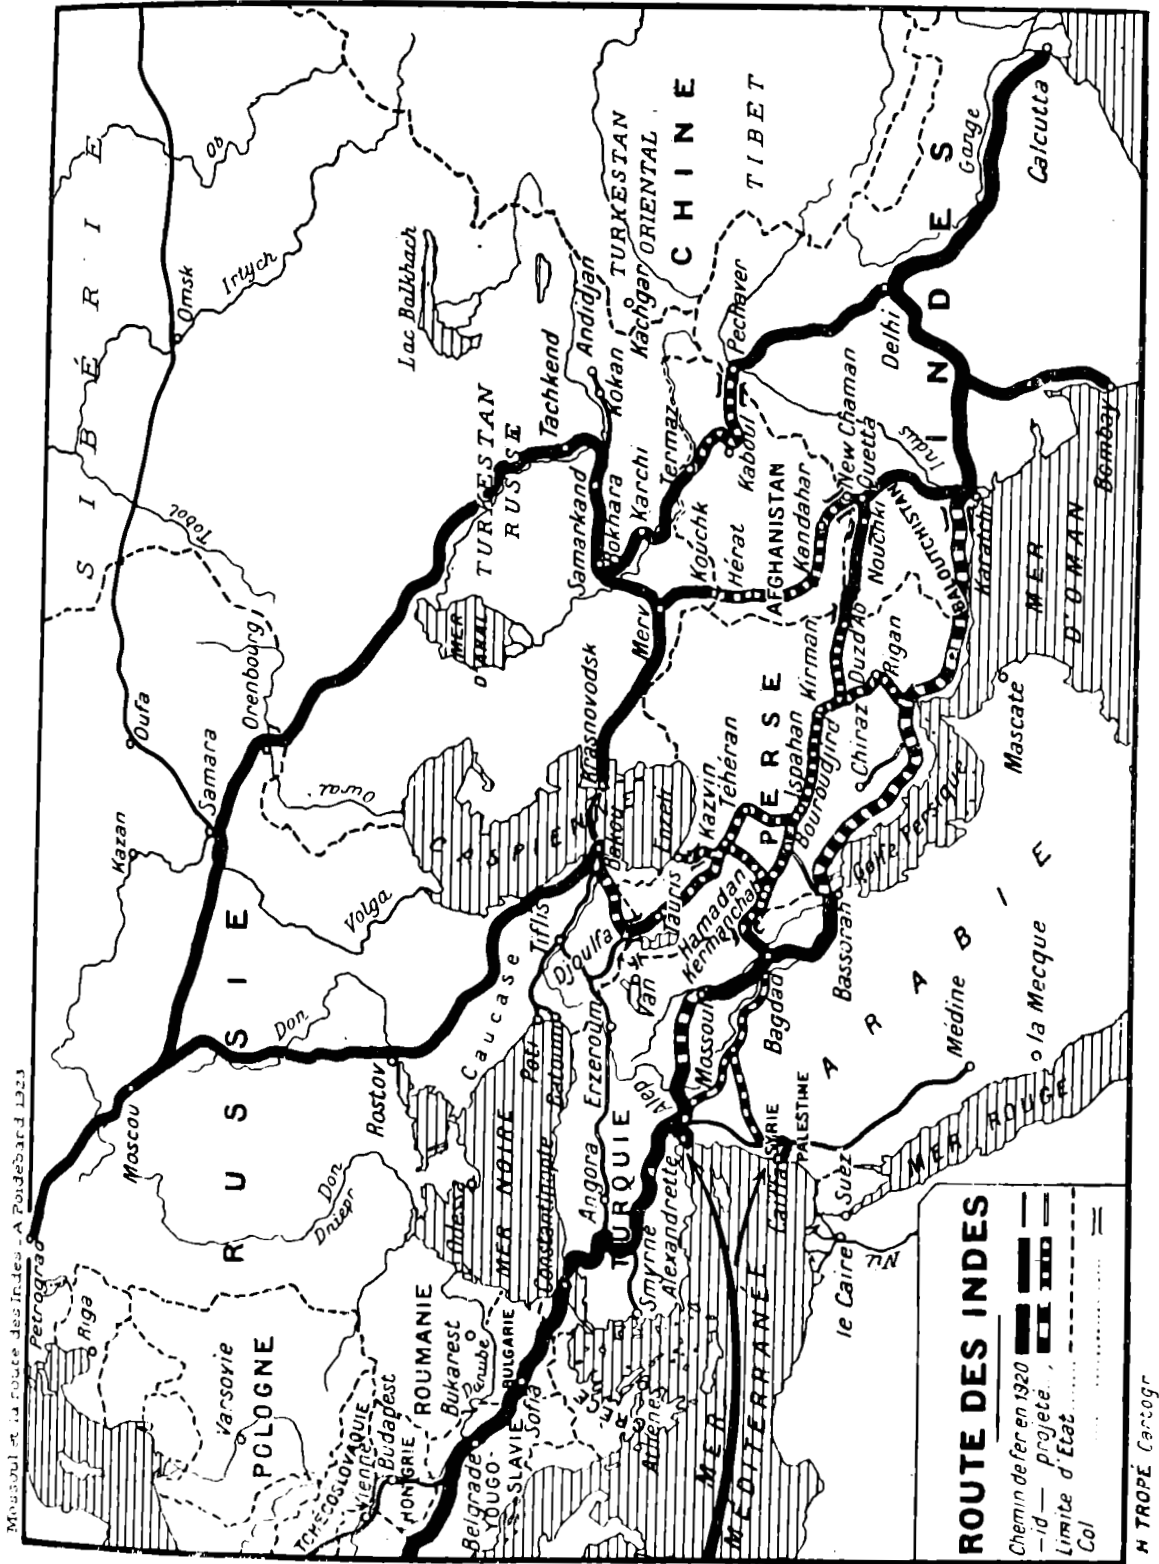 Mossoul et la route des Indes - A Poidebard 1923
SIBÉRIE
Ob
Omsk
Irtych
Tobol
Oufa
Kazan
Samara
Orenbourg
Oural
Volga
Petrograd
Riga
Moscou
RUSSIE
Don
Rostov
Don
Dniepr
Odessa
Varsovie
POLOGNE
TCHÉCOSLOVAQUIE
Vienne
Budapest
HONGRIE
ROUMANIE
Bukarest
Danube
BULGARIE
Belgrade
YOUGO-
SLAVIE
Sofia
GRÈCE
Athènes
Lac Balkhach
TURKESTAN
RUSSE
Tachkend
Andidjan
Kokan
Kachgar
TURKESTAN
ORIENTAL
CHINE
TIBET
MER
D'ARAL
Samarkand
Bokhara
Karchi
Termaz
Merv
Kouchk
Hérat
AFGHANISTAN
Kandahar
Kaboul
Pechaver
Delhi
Gange
Calcutta
INDES
Indus
New Chaman
Quetta
Nouchki
BALOUTCHISTAN
Karatchi
Bombay
MER
D'OMAN
CASPIENNE
Krasnovodsk
Bakou
Enzeli
Caucase
Tiflis
Djoulfa
Poti
Batoum
MER NOIRE
Constantinople
Angora
Erzeroum
Van
Tauris
Kazvin
Téhéran
PERSE
Hamadan
Kermanchah
Ispahan
Bouroudjird
Kirman
Duzd'Ab
Rigan
Chiraz
Golfe Persique
Mascate
TURQUIE
Smyrne
Alexandrette
Alep
Mossoul
Bagdad
Bassorah
SYRIE
PALESTINE
Caiffa
Suez
le Caire
Nil
MER ROUGE
Médine
la Mecque
ARABIE
MER
MÉDITERRANÉE
ROUTE DES INDES
Chemin de fer en 1920
- id - projeté
Limite d'État
Col
H TROPÉ Cartogr